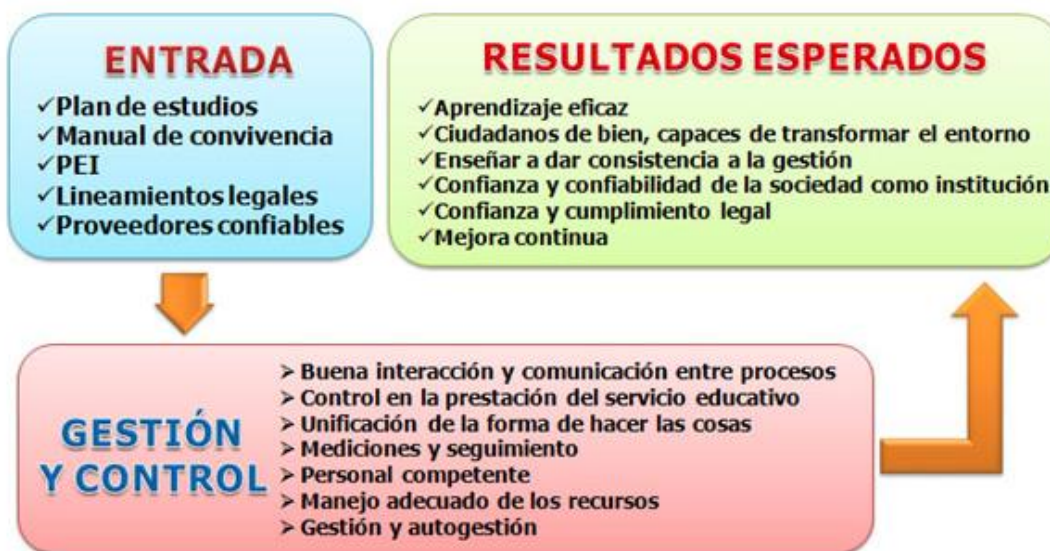 ENTRADA
✓Plan de estudios
✓Manual de convivencia
✓PEI
✓Lineamientos legales
✓Proveedores confiables
RESULTADOS ESPERADOS
✓Aprendizaje eficaz
✓Ciudadanos de bien, capaces de transformar el entorno
✓Enseñar a dar consistencia a la gestión
✓Confianza y confiabilidad de la sociedad como institución
✓Confianza y cumplimiento legal
✓Mejora continua
GESTIÓN
Y CONTROL
➢ Buena interacción y comunicación entre procesos
➢ Control en la prestación del servicio educativo
➢ Unificación de la forma de hacer las cosas
➢ Mediciones y seguimiento
➢ Personal competente
➢ Manejo adecuado de los recursos
➢ Gestión y autogestión